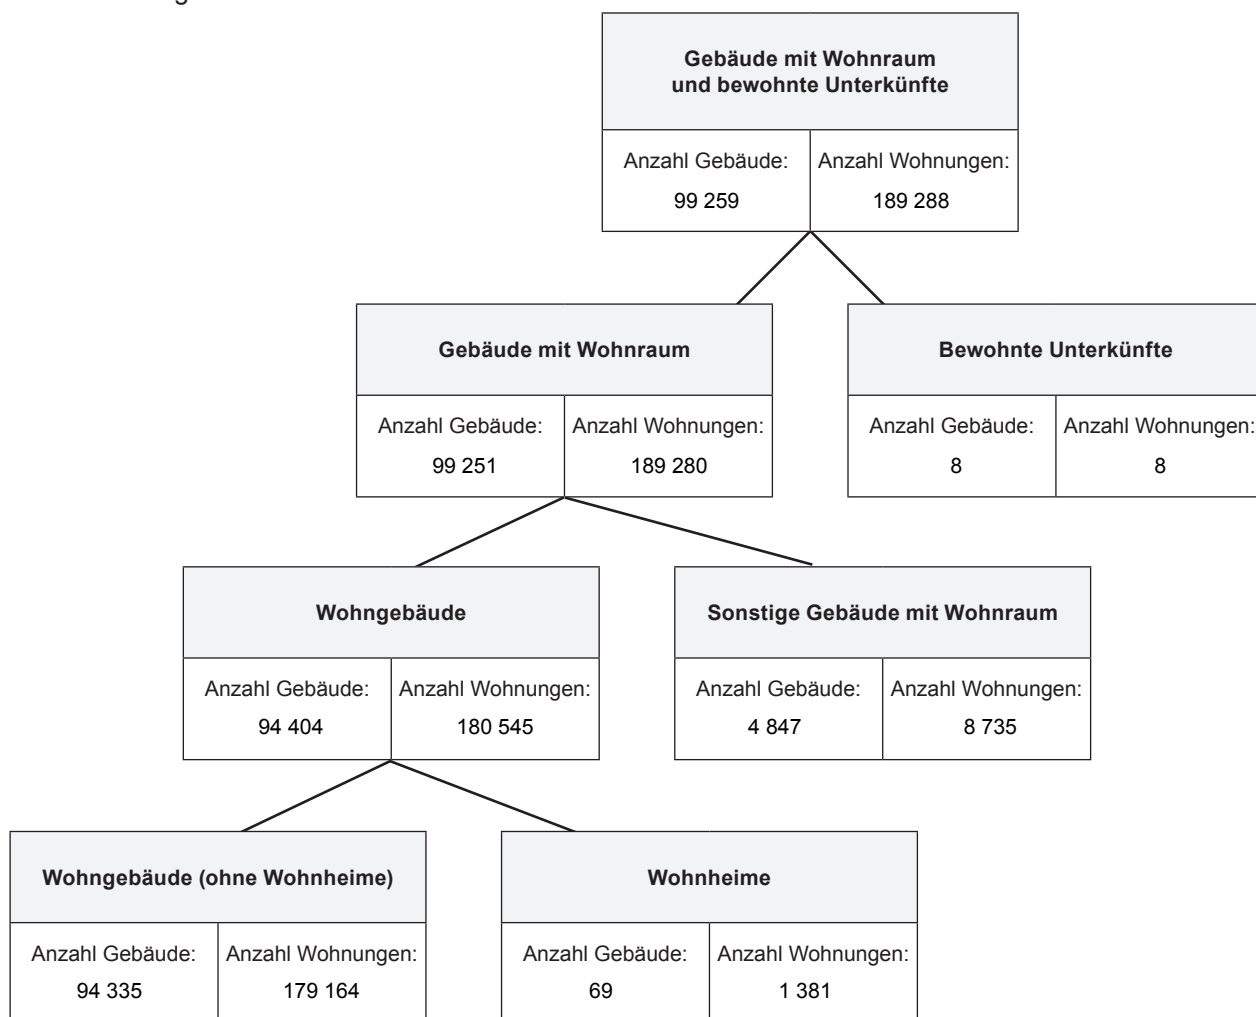 Gebäude mit Wohnraum
und bewohnte Unterkünfte
Anzahl Gebäude: Anzahl Wohnungen:
99 259 189 288
Gebäude mit Wohnraum
Anzahl Gebäude: Anzahl Wohnungen:
99 251 189 280
Bewohnte Unterkünfte
Anzahl Gebäude: Anzahl Wohnungen:
8 8
Wohngebäude
Anzahl Gebäude: Anzahl Wohnungen:
94 404 180 545
Sonstige Gebäude mit Wohnraum
Anzahl Gebäude: Anzahl Wohnungen:
4 847 8 735
Wohngebäude (ohne Wohnheime)
Anzahl Gebäude: Anzahl Wohnungen:
94 335 179 164
Wohnheime
Anzahl Gebäude: Anzahl Wohnungen:
69 1 381